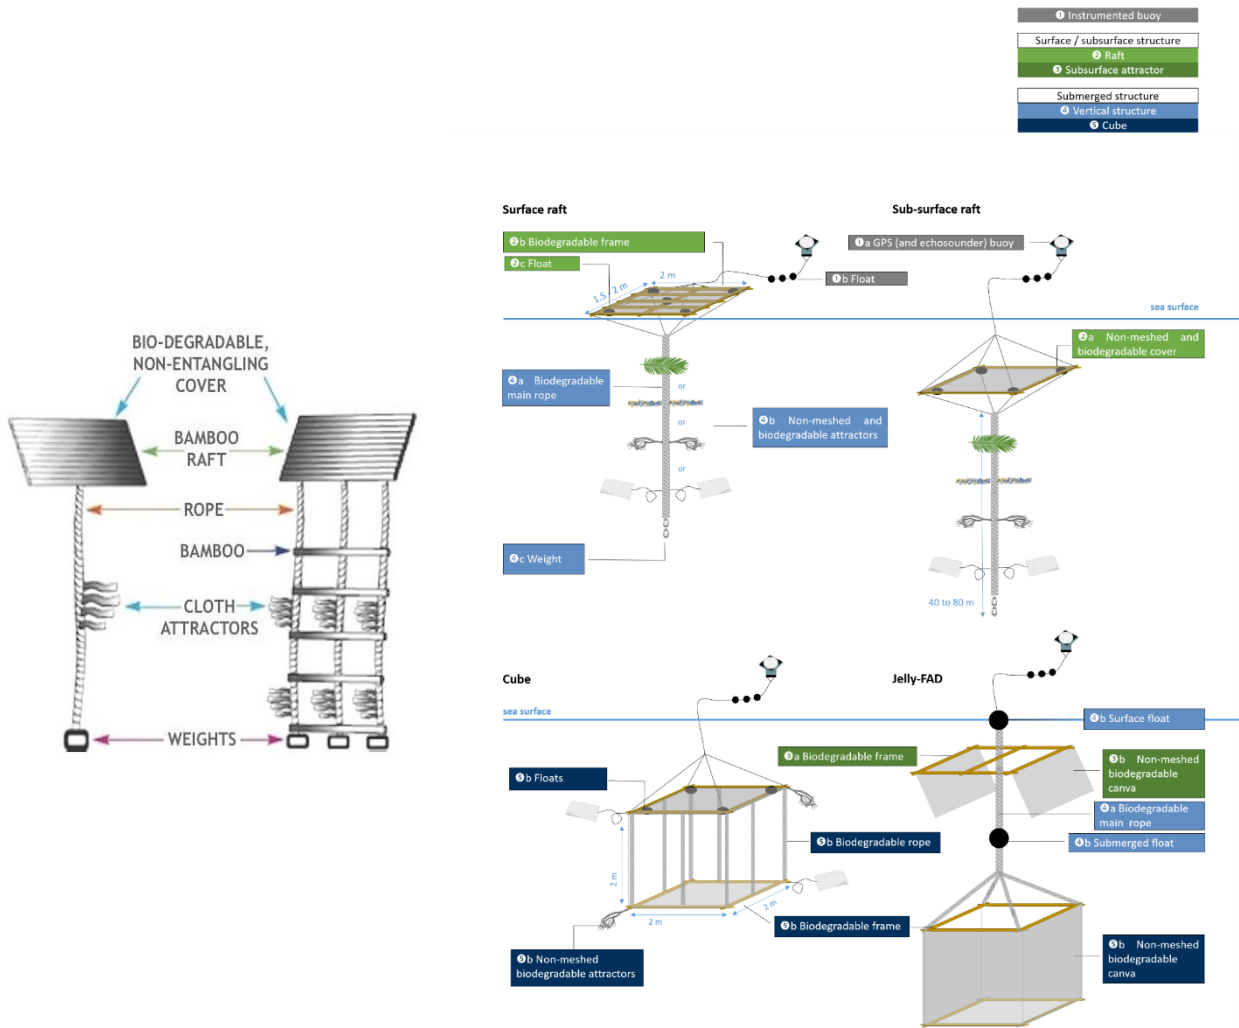 ❶ Instrumented buoy
Surface / subsurface structure
❷ Raft
❸ Subsurface attractor
Submerged structure
❹ Vertical structure
❺ Cube
BIO-DEGRADABLE,
NON-ENTANGLING
COVER
BAMBOO
RAFT
ROPE
BAMBOO
CLOTH
ATTRACTORS
WEIGHTS
Surface raft
❷b Biodegradable frame
❷c Float
1.5 - 2 m
2 m
❶b Float
❹a Biodegradable
main rope
or
or
or
❹b Non-meshed and
biodegradable attractors
❹c Weight
Sub-surface raft
❶a GPS (and echosounder) buoy
sea surface
❷a Non-meshed and
biodegradable cover
40 to 80 m
Cube
sea surface
❺b Floats
2 m
2 m
2 m
❺b Biodegradable rope
❺b Biodegradable frame
❺b Non-meshed
biodegradable attractors
Jelly-FAD
❹b Surface float
❸a Biodegradable frame
❸b Non-meshed
biodegradable
canva
❹a Biodegradable
main rope
❹b Submerged float
❺b Non-meshed
biodegradable
canva